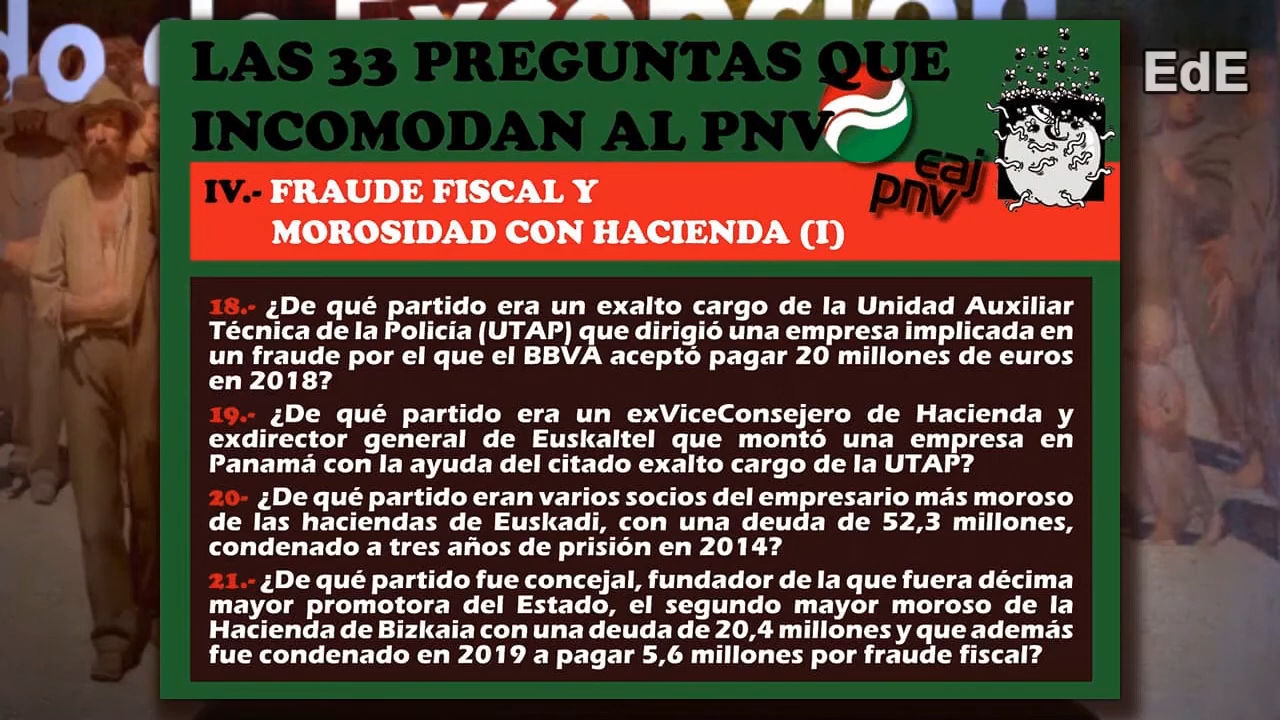 do de Excepción
EdE
LAS 33 PREGUNTAS QUE
INCOMODAN AL PNV
eaj
pnv
IV.- FRAUDE FISCAL Y
MOROSIDAD CON HACIENDA (I)
18.- ¿De qué partido era un exalto cargo de la Unidad Auxiliar
Técnica de la Policía (UTAP) que dirigió una empresa implicada en
un fraude por el que el BBVA aceptó pagar 20 millones de euros
en 2018?
19.- ¿De qué partido era un exViceConsejero de Hacienda y
exdirector general de Euskaltel que montó una empresa en
Panamá con la ayuda del citado exalto cargo de la UTAP?
20- ¿De qué partido eran varios socios del empresario más moroso
de las haciendas de Euskadi, con una deuda de 52,3 millones,
condenado a tres años de prisión en 2014?
21.- ¿De qué partido fue concejal, fundador de la que fuera décima
mayor promotora del Estado, el segundo mayor moroso de la
Hacienda de Bizkaia con una deuda de 20,4 millones y que además
fue condenado en 2019 a pagar 5,6 millones por fraude fiscal?